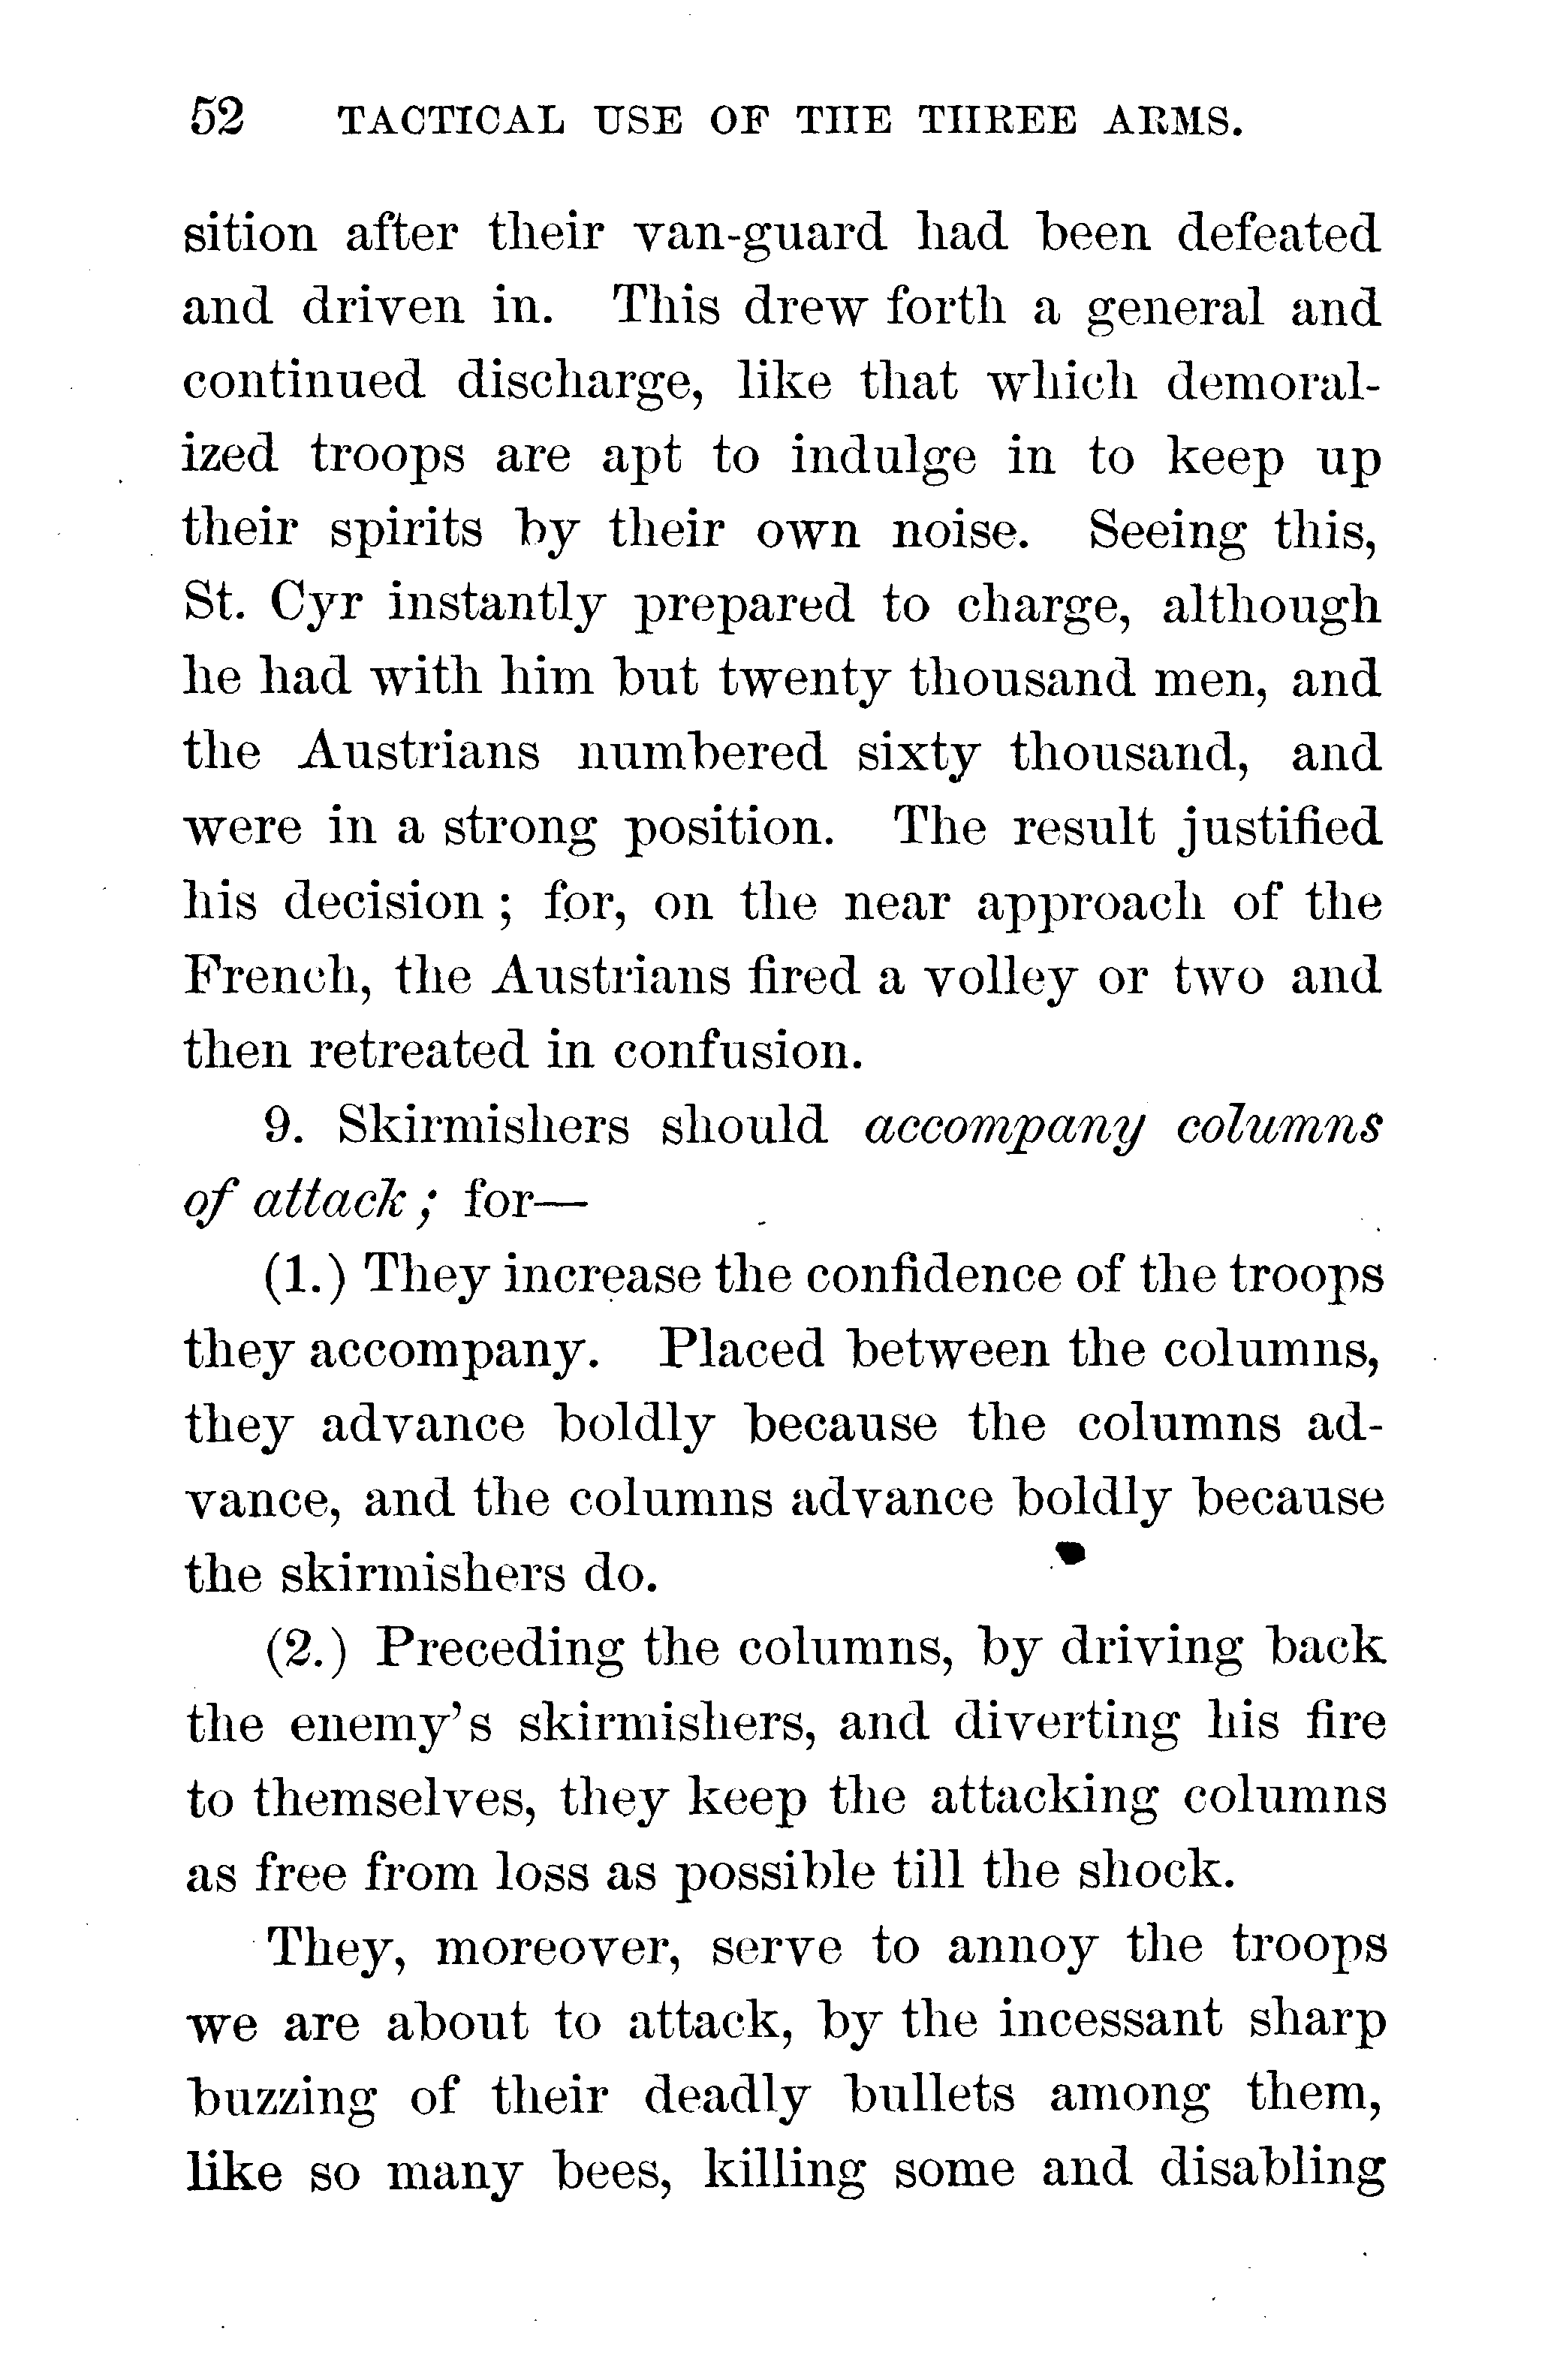 52 TACTICAL USE OF THE THREE ARMS.
sition after their van-guard had been defeated
and driven in. This drew forth a general and
continued discharge, like that which demoral-
ized troops are apt to indulge in to keep up
their spirits by their own noise. Seeing this,
St. Cyr instantly prepared to charge, although
he had with him but twenty thousand men, and
the Austrians numbered sixty thousand, and
were in a strong position. The result justified
his decision ; for, on the near approach of the
French, the Austrians fired a volley or two and
then retreated in confusion.
9. Skirmishers should accompany columns
of attack ; for—
(1.) They increase the confidence of the troops
they accompany. Placed between the columns,
they advance boldly because the columns ad-
vance, and the columns advance boldly because
the skirmishers do.
(2.) Preceding the columns, by driving back
the enemy's skirmishers, and diverting his fire
to themselves, they keep the attacking columns
as free from loss as possible till the shock.
They, moreover, serve to annoy the troops
we are about to attack, by the incessant sharp
buzzing of their deadly bullets among them,
like so many bees, killing some and disabling